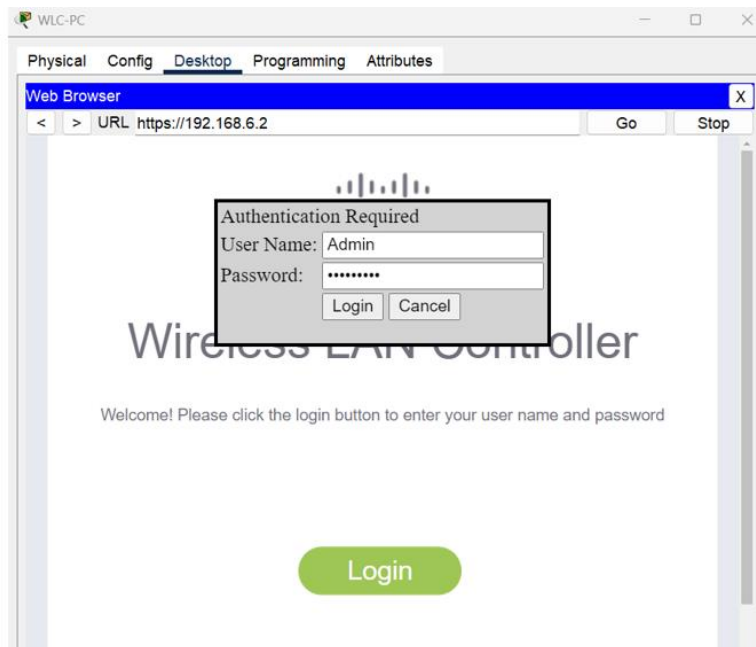 WLC-PC
Physical Config Desktop Programming Attributes
Web Browser X
< > URL https://192.168.6.2 Go Stop
Authentication Required
User Name: Admin
Password: •••••••••
Login Cancel
Wireless LAN Controller
Welcome! Please click the login button to enter your user name and password
Login